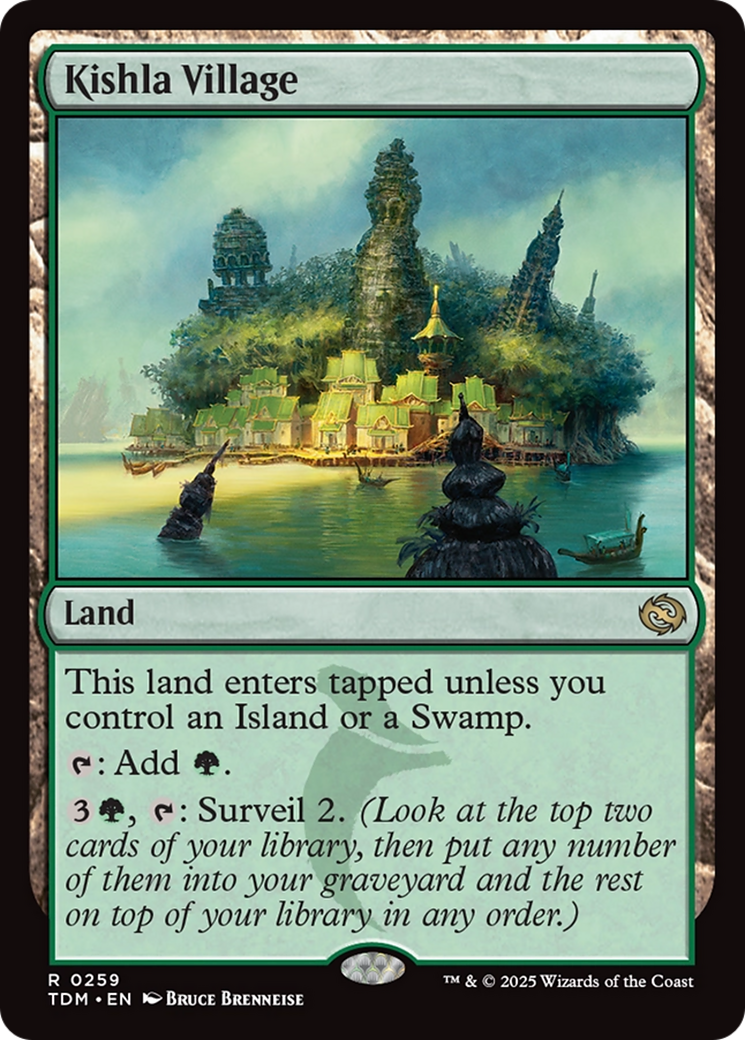 Kishla Village
Land
This land enters tapped unless you
control an Island or a Swamp.
: Add .
3, : Surveil 2. (Look at the top two
cards of your library, then put any number
of them into your graveyard and the rest
on top of your library in any order.)
R 0259
TDM • EN BRUCE BRENNEISE
™ & © 2025 Wizards of the Coast